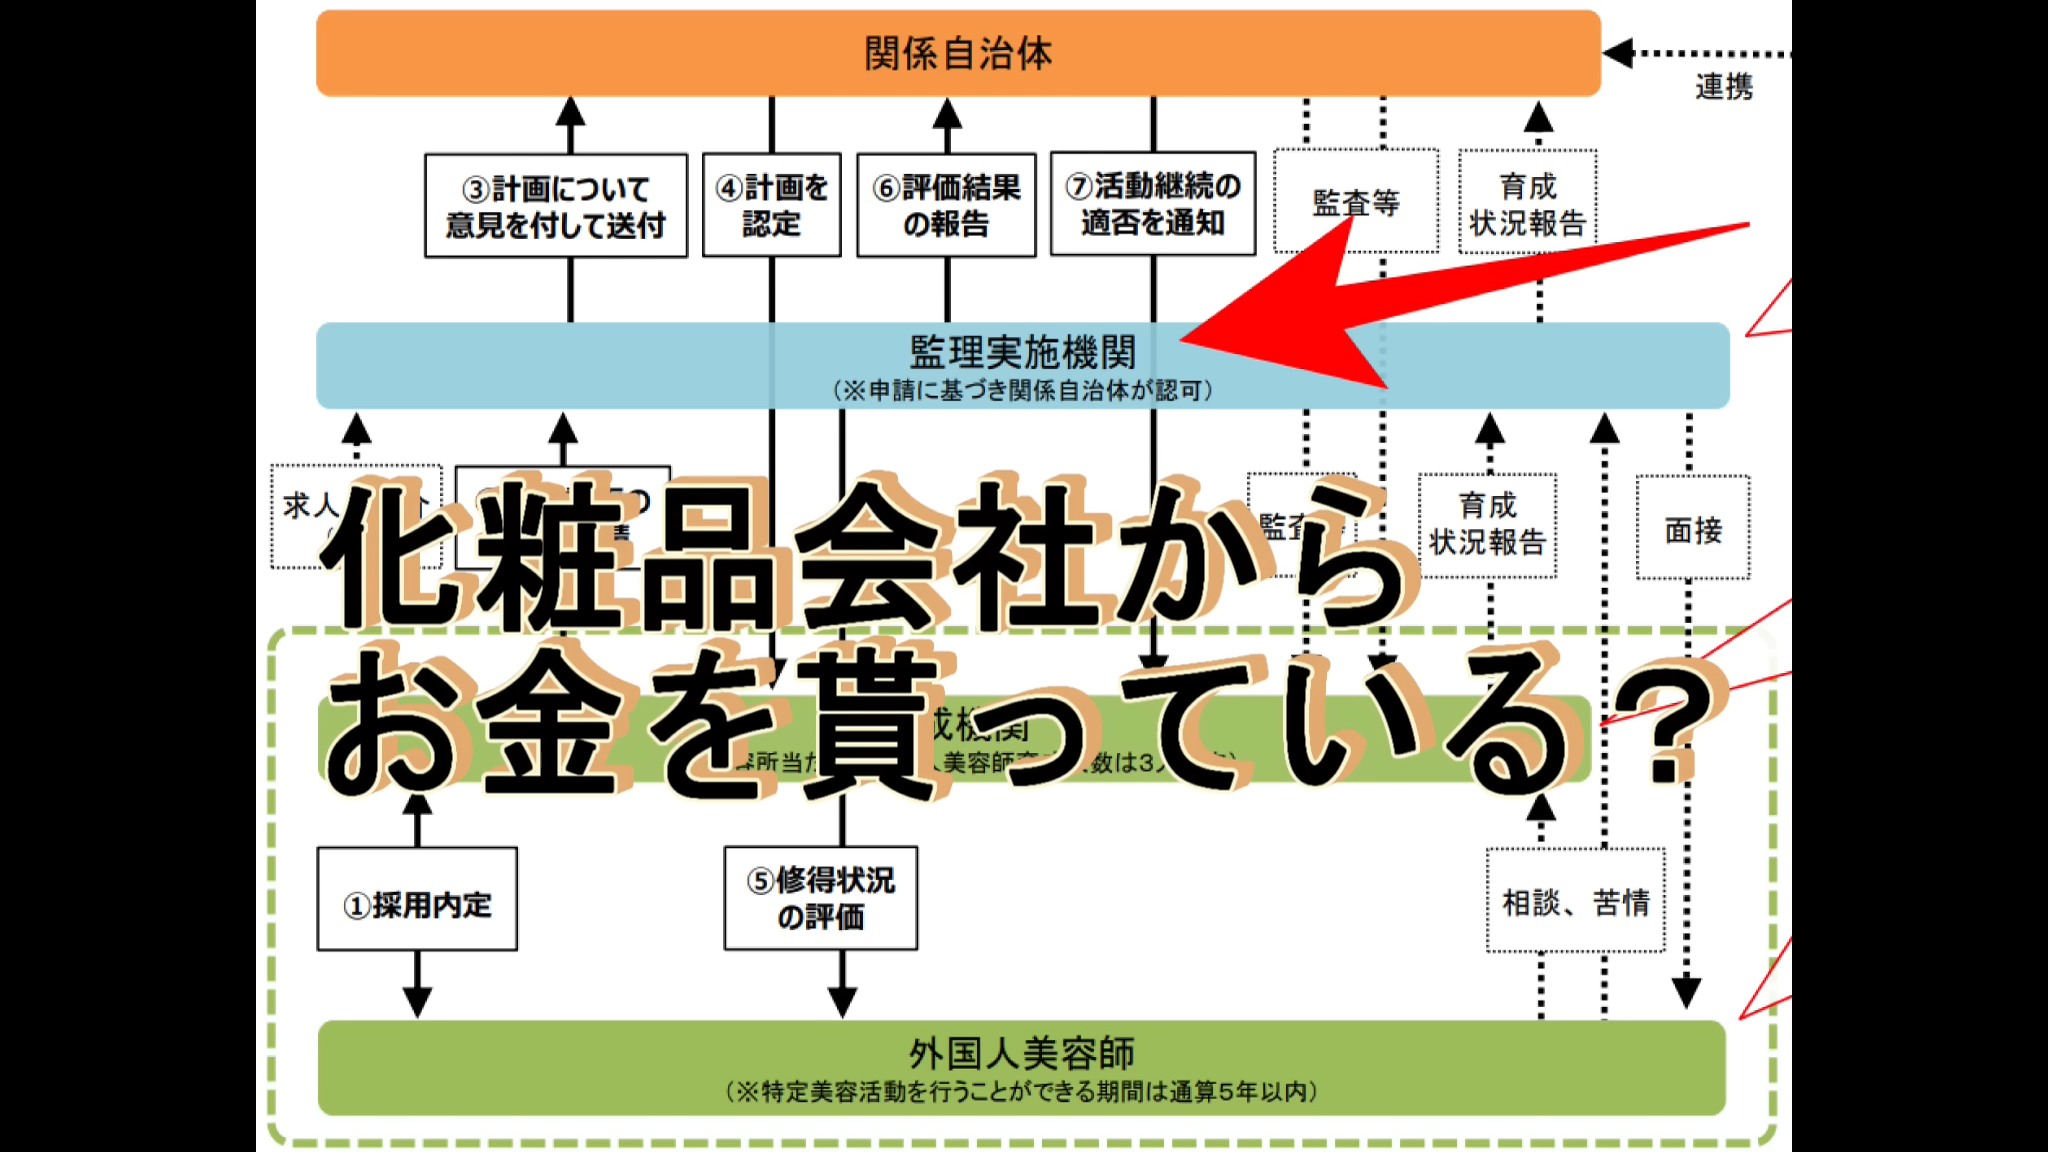 関係自治体
連携
③計画について
意見を付して送付
④計画を
認定
⑥評価結果
の報告
⑦活動継続の
適否を通知
監査等
育成
状況報告
監理実施機関
（※申請に基づき関係自治体が認可）
求人
監査
育成
状況報告
面接
化粧品会社から
お金を貰っている？
成機関
①採用内定
⑤修得状況
の評価
相談、苦情
外国人美容師
（※特定美容活動を行うことができる期間は通算5年以内）